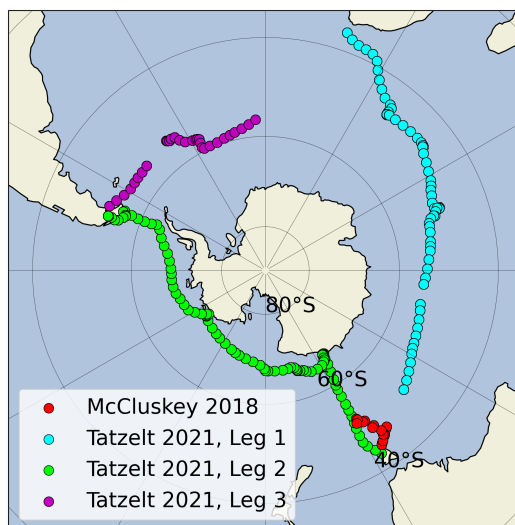 80°S
60°S
40°S
McCluskey 2018
Tatzelt 2021, Leg 1
Tatzelt 2021, Leg 2
Tatzelt 2021, Leg 3